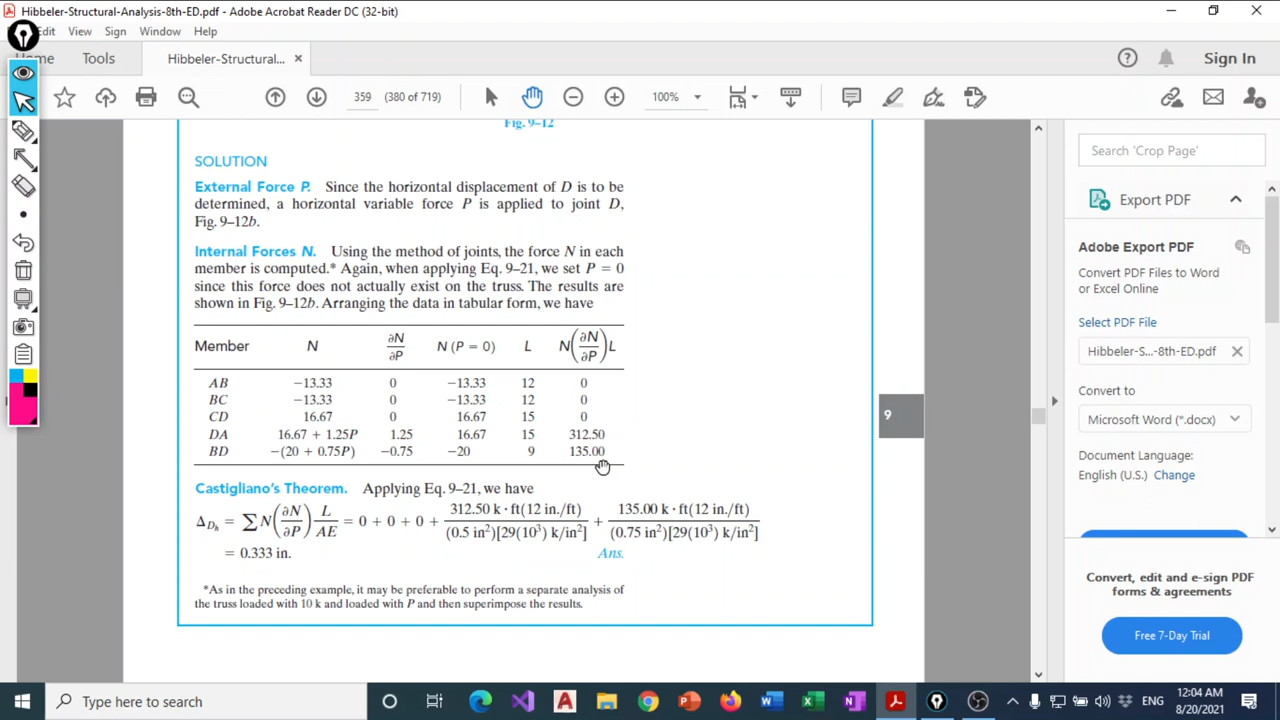 Hibbeler-Structural-Analysis-8th-ED.pdf - Adobe Acrobat Reader DC (32-bit)
Edit View Sign Window Help
Home Tools Hibbeler-Structural... × Sign In
359 (380 of 719) 100%
Fig. 9–12
SOLUTION
External Force P. Since the horizontal displacement of D is to be
determined, a horizontal variable force P is applied to joint D,
Fig. 9–12b.
Internal Forces N. Using the method of joints, the force N in each
member is computed.* Again, when applying Eq. 9–21, we set P = 0
since this force does not actually exist on the truss. The results are
shown in Fig. 9–12b. Arranging the data in tabular form, we have
Member N ∂N/∂P N (P = 0) L N(∂N/∂P)L
AB −13.33 0 −13.33 12 0
BC −13.33 0 −13.33 12 0
CD 16.67 0 16.67 15 0
DA 16.67 + 1.25P 1.25 16.67 15 312.50
BD −(20 + 0.75P) −0.75 −20 9 135.00
Castigliano's Theorem. Applying Eq. 9–21, we have
Δ_Dh = ∑ N(∂N/∂P) L/AE = 0 + 0 + 0 + 312.50 k·ft(12 in./ft)/(0.5 in²)[29(10³) k/in²] + 135.00 k·ft(12 in./ft)/(0.75 in²)[29(10³) k/in²]
= 0.333 in. Ans.
*As in the preceding example, it may be preferable to perform a separate analysis of
the truss loaded with 10 k and loaded with P and then superimpose the results.
9
Search 'Crop Page'
Export PDF
Adobe Export PDF
Convert PDF Files to Word
or Excel Online
Select PDF File
Hibbeler-S...-8th-ED.pdf ×
Convert to
Microsoft Word (*.docx)
Document Language:
English (U.S.) Change
Convert, edit and e-sign PDF
forms & agreements
Free 7-Day Trial
Type here to search
ENG
12:04 AM
8/20/2021